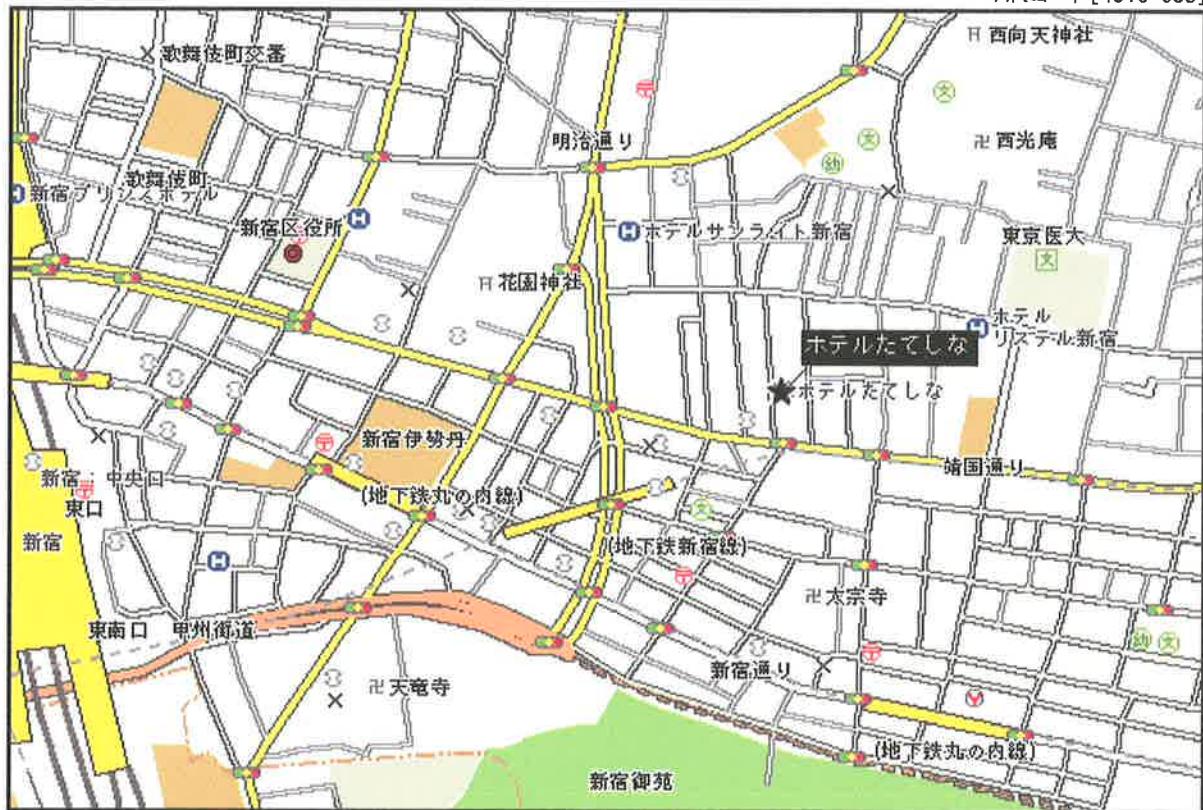 西向天神社
歌舞伎町交番
明治通り
西光庵
歌舞伎町
新宿プリンスホテル
新宿区役所
ホテルサンライト新宿
東京医大
花園神社
ホテル
リステル新宿
ホテルたてしな
ホテルたてしな
新宿伊勢丹
靖国通り
新宿
中央口
東口
(地下鉄丸の内線)
新宿
(地下鉄新宿線)
太宗寺
東南口
甲州街道
新宿通り
天竜寺
(地下鉄丸の内線)
新宿御苑